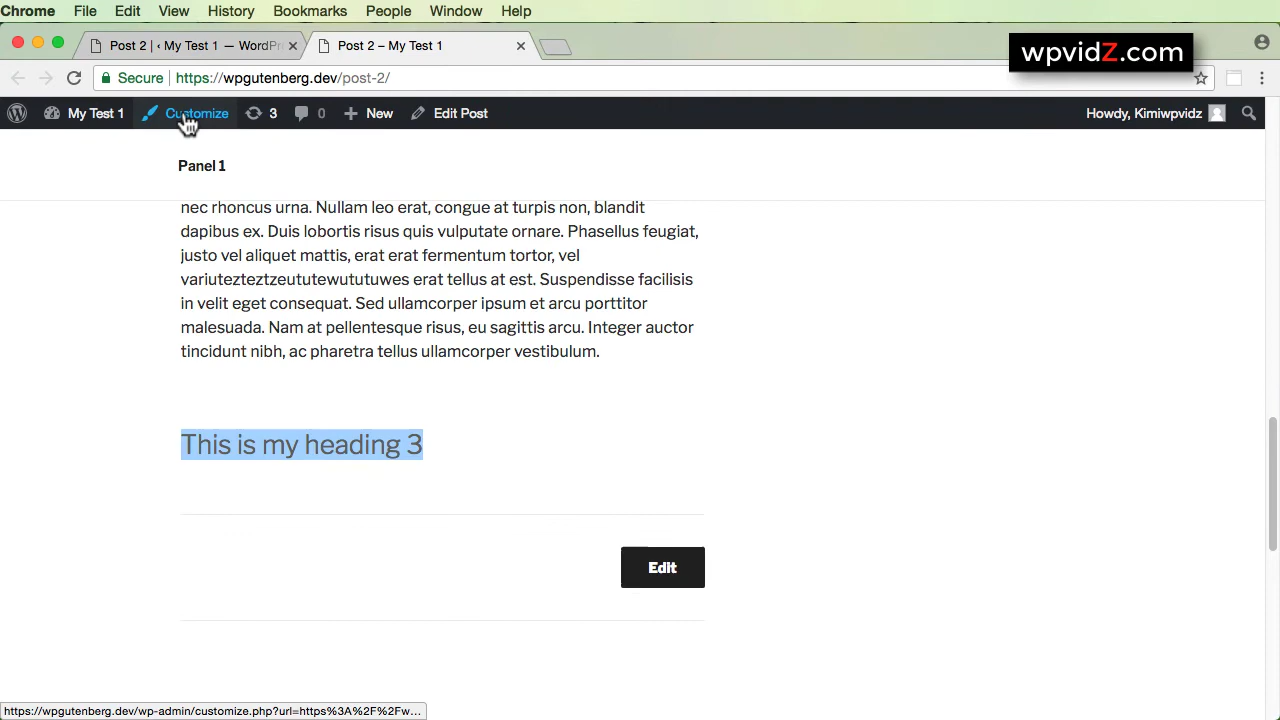 Chrome File Edit View History Bookmarks People Window Help
Post 2 | ‹ My Test 1 — WordPr
Post 2 – My Test 1
wpvidZ.com
Secure https://wpgutenberg.dev/post-2/
My Test 1 Customize 3 0 New Edit Post Howdy, Kimiwpvidz
Panel 1
nec rhoncus urna. Nullam leo erat, congue at turpis non, blandit
dapibus ex. Duis lobortis risus quis vulputate ornare. Phasellus feugiat,
justo vel aliquet mattis, erat erat fermentum tortor, vel
variutezteztzeututewututuwes erat tellus at est. Suspendisse facilisis
in velit eget consequat. Sed ullamcorper ipsum et arcu porttitor
malesuada. Nam at pellentesque risus, eu sagittis arcu. Integer auctor
tincidunt nibh, ac pharetra tellus ullamcorper vestibulum.
This is my heading 3
Edit
https://wpgutenberg.dev/wp-admin/customize.php?url=https%3A%2F%2Fw...